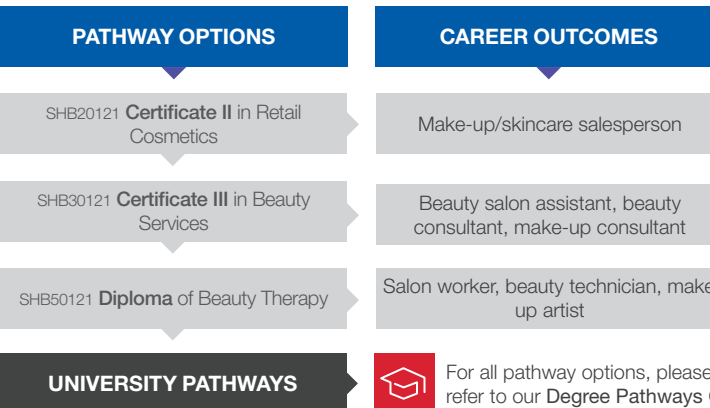 PATHWAY OPTIONS
CAREER OUTCOMES
SHB20121 Certificate II in Retail
Cosmetics
Make-up/skincare salesperson
SHB30121 Certificate III in Beauty
Services
Beauty salon assistant, beauty
consultant, make-up consultant
SHB50121 Diploma of Beauty Therapy
Salon worker, beauty technician, make
up artist
UNIVERSITY PATHWAYS
For all pathway options, please
refer to our Degree Pathways